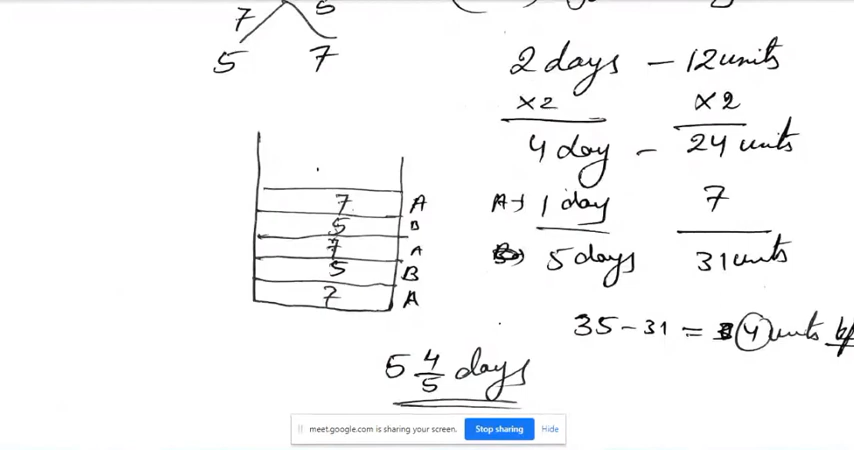 7 5
5 7
2 days - 12 units
x2 x2
4 day - 24 units
A→ 1 day 7
5 days 31 units
7 A
5 B
7 A
5 B
7 A
35 - 31 = 4 units
5 4/5 days
meet.google.com is sharing your screen. Stop sharing Hide